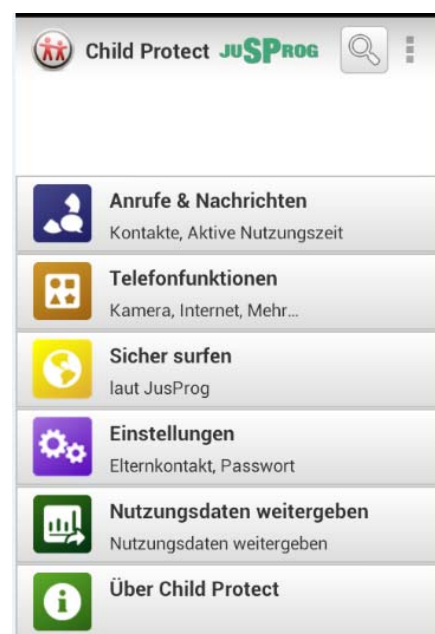 Child Protect JUSPROG
Anrufe & Nachrichten
Kontakte, Aktive Nutzungszeit
Telefonfunktionen
Kamera, Internet, Mehr...
Sicher surfen
laut JusProg
Einstellungen
Elternkontakt, Passwort
Nutzungsdaten weitergeben
Nutzungsdaten weitergeben
Über Child Protect